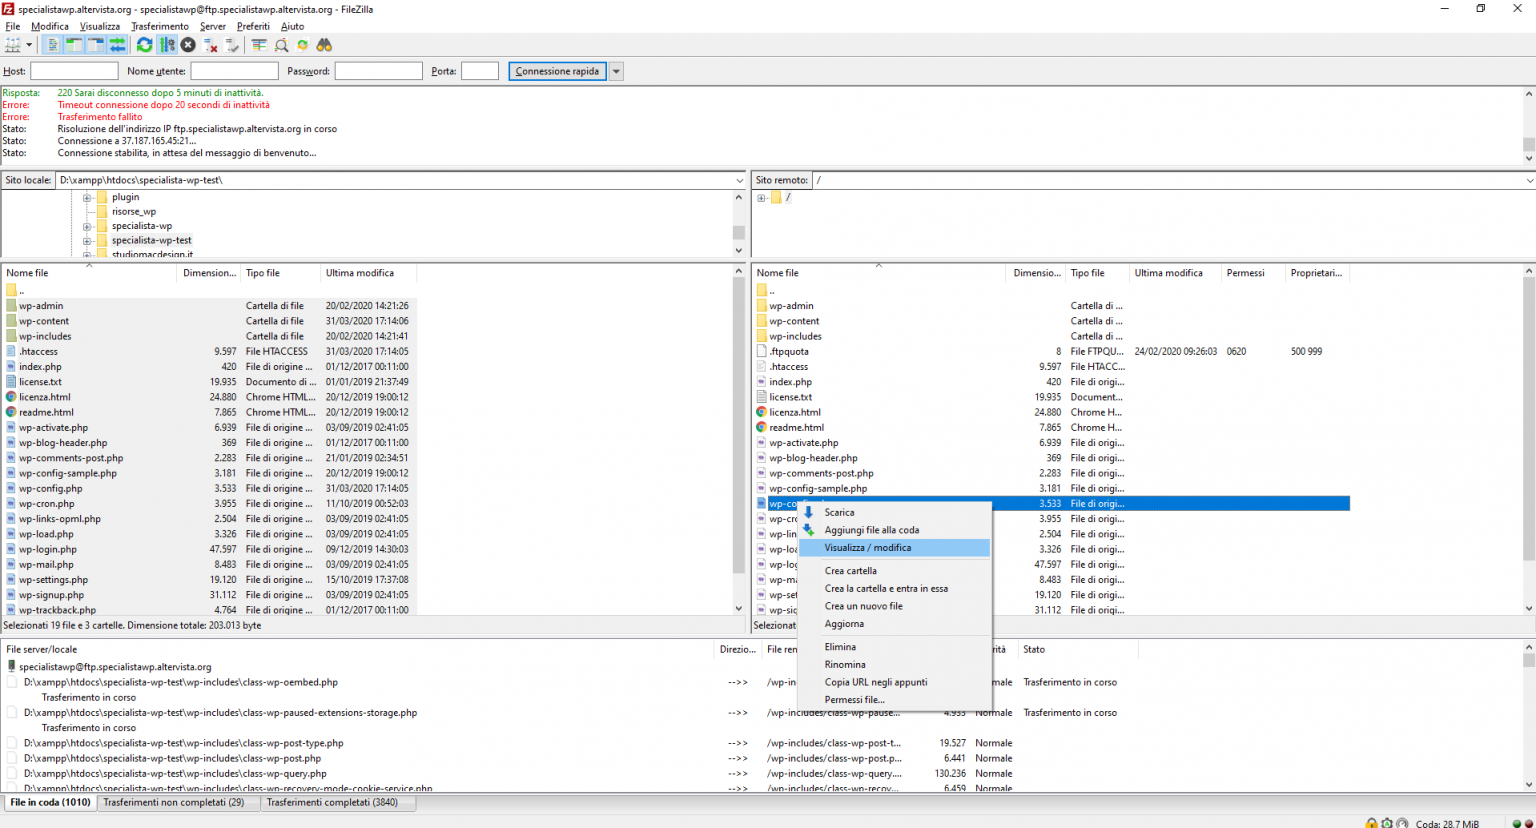 specialistawp.altervista.org - specialistawp@ftp.specialistawp.altervista.org - FileZilla
File Modifica Visualizza Trasferimento Server Preferiti Aiuto
Host: Nome utente: Password: Porta: Connessione rapida
Risposta: 220 Sarai disconnesso dopo 5 minuti di inattività.
Errore: Timeout connessione dopo 20 secondi di inattività
Errore: Trasferimento fallito
Stato: Risoluzione dell'indirizzo IP ftp.specialistawp.altervista.org in corso
Stato: Connessione a 37.187.165.45:21...
Stato: Connessione stabilita, in attesa del messaggio di benvenuto...
Sito locale: D:\xampp\htdocs\specialista-wp-test\
plugin
risorse_wp
specialista-wp
specialista-wp-test
studiomacdesign.it
Nome file Dimension... Tipo file Ultima modifica
..
wp-admin Cartella di file 20/02/2020 14:21:26
wp-content Cartella di file 31/03/2020 17:14:06
wp-includes Cartella di file 20/02/2020 14:21:41
.htaccess 9.597 File HTACCESS 31/03/2020 17:14:05
index.php 420 File di origine ... 01/12/2017 00:11:00
license.txt 19.935 Documento di ... 01/01/2019 21:37:49
licenza.html 24.880 Chrome HTML... 20/12/2019 19:00:12
readme.html 7.865 Chrome HTML... 20/12/2019 19:00:12
wp-activate.php 6.939 File di origine ... 03/09/2019 02:41:05
wp-blog-header.php 369 File di origine ... 01/12/2017 00:11:00
wp-comments-post.php 2.283 File di origine ... 21/01/2019 02:34:51
wp-config-sample.php 3.181 File di origine ... 20/12/2019 19:00:12
wp-config.php 3.533 File di origine ... 31/03/2020 17:14:05
wp-cron.php 3.955 File di origine ... 11/10/2019 00:52:03
wp-links-opml.php 2.504 File di origine ... 03/09/2019 02:41:05
wp-load.php 3.326 File di origine ... 03/09/2019 02:41:05
wp-login.php 47.597 File di origine ... 09/12/2019 14:30:03
wp-mail.php 8.483 File di origine ... 03/09/2019 02:41:05
wp-settings.php 19.120 File di origine ... 15/10/2019 17:37:08
wp-signup.php 31.112 File di origine ... 03/09/2019 02:41:05
wp-trackback.php 4.764 File di origine ... 01/12/2017 00:11:00
Selezionati 19 file e 3 cartelle. Dimensione totale: 203.013 byte
Sito remoto: /
/
Nome file Dimensio... Tipo file Ultima modifica Permessi Proprietari...
..
wp-admin Cartella di ...
wp-content Cartella di ...
wp-includes Cartella di ...
.ftpquota 8 File FTPQU... 24/02/2020 09:26:03 0620 500 999
.htaccess 9.597 File HTACC...
index.php 420 File di origi...
license.txt 19.935 Document...
licenza.html 24.880 Chrome H...
readme.html 7.865 Chrome H...
wp-activate.php 6.939 File di origi...
wp-blog-header.php 369 File di origi...
wp-comments-post.php 2.283 File di origi...
wp-config-sample.php 3.181 File di origi...
3.533 File di origi...
3.955 File di origi...
2.504 File di origi...
3.326 File di origi...
47.597 File di origi...
8.483 File di origi...
19.120 File di origi...
31.112 File di origi...
Scarica
Aggiungi file alla coda
Visualizza / modifica
Crea cartella
Crea la cartella e entra in essa
Crea un nuovo file
Aggiorna
Elimina
Rinomina
Copia URL negli appunti
Permessi file...
File server/locale Direzio... File Stato
specialistawp@ftp.specialistawp.altervista.org
D:\xampp\htdocs\specialista-wp-test\wp-includes\class-wp-oembed.php -->> Trasferimento in corso
Trasferimento in corso
D:\xampp\htdocs\specialista-wp-test\wp-includes\class-wp-paused-extensions-storage.php -->> /wp-includes/class-wp-pause... 4.933 Normale Trasferimento in corso
Trasferimento in corso
D:\xampp\htdocs\specialista-wp-test\wp-includes\class-wp-post-type.php -->> /wp-includes/class-wp-post-t... 19.527 Normale
D:\xampp\htdocs\specialista-wp-test\wp-includes\class-wp-post.php -->> /wp-includes/class-wp-post.p... 6.441 Normale
D:\xampp\htdocs\specialista-wp-test\wp-includes\class-wp-query.php -->> /wp-includes/class-wp-query.... 130.236 Normale
D:\xampp\htdocs\specialista-wp-test\wp-includes\class-wp-recovery-mode-cookie-service.php -->> /wp-includes/class-wp-recov... 6.459 Normale
File in coda (1010) Trasferimenti non completati (29) Trasferimenti completati (3840)
Coda: 28.7 MiB